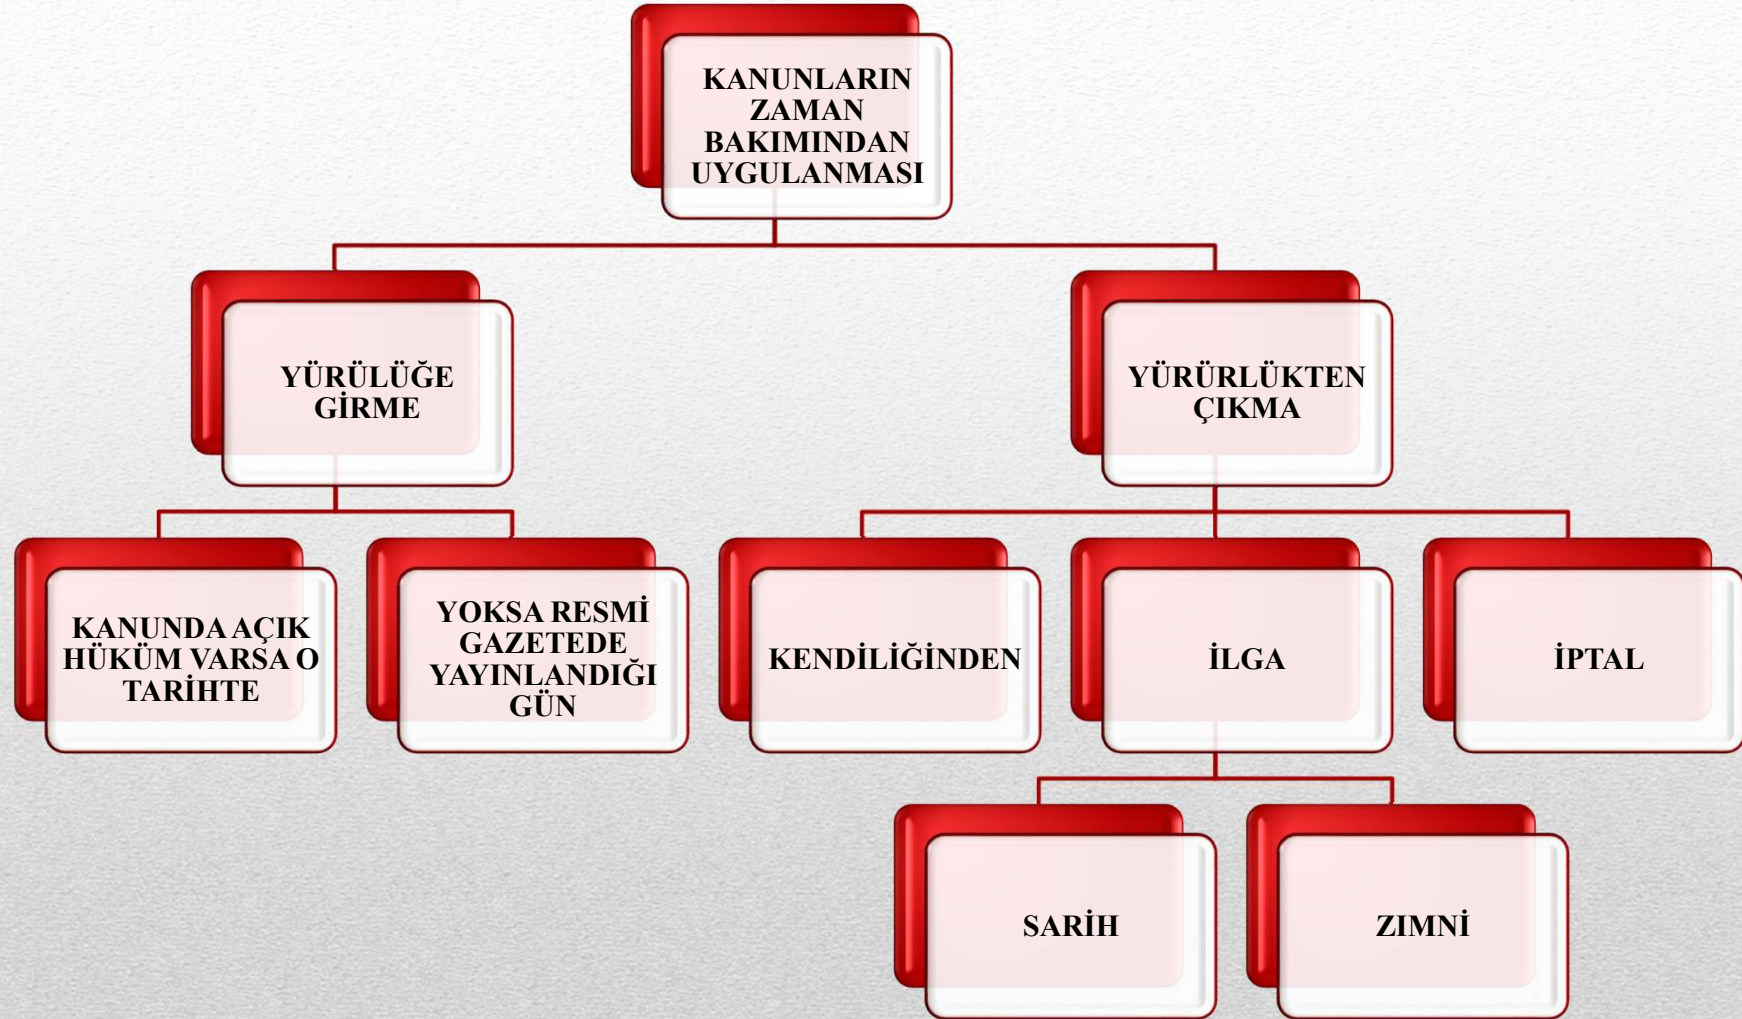 KANUNLARIN
ZAMAN
BAKIMINDAN
UYGULANMASI
YÜRÜLÜĞE
GİRME
YÜRÜRLÜKTEN
ÇIKMA
KANUNDA AÇIK
HÜKÜM VARSA O
TARİHTE
YOKSA RESMİ
GAZETEDE
YAYINLANDIĞI
GÜN
KENDİLİĞİNDEN
İLGA
İPTAL
SARİH
ZIMNİ